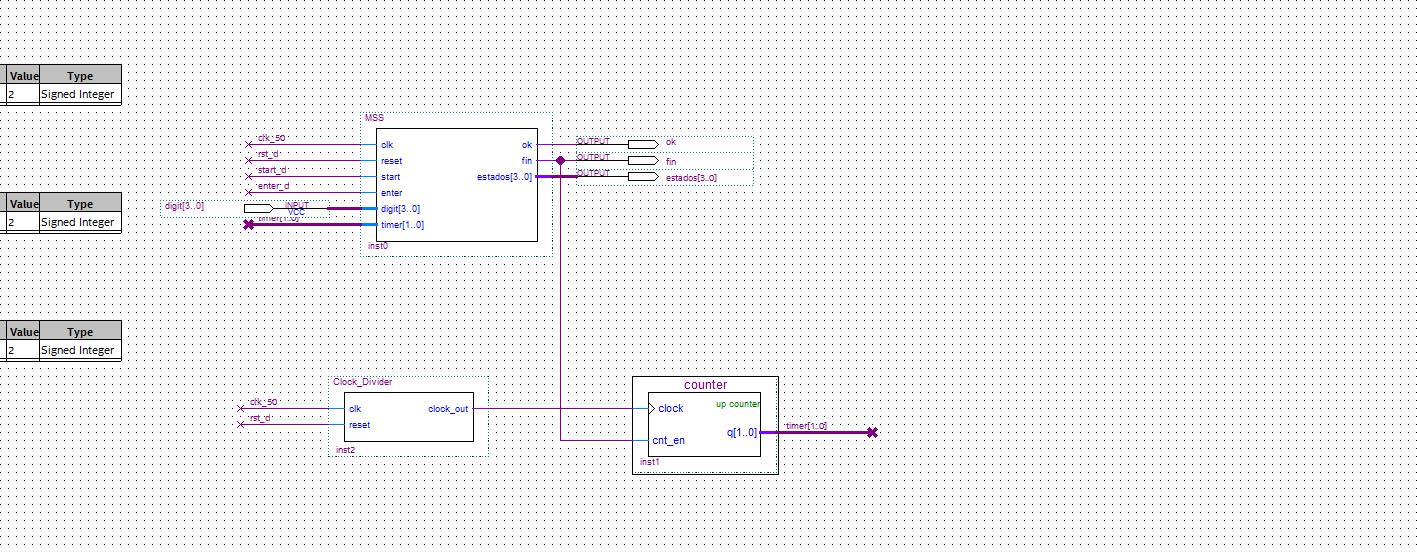 Value Type
2 Signed Integer
Value Type
2 Signed Integer
Value Type
2 Signed Integer
MSS
clk_50 clk ok OUTPUT ok
rst_d reset fin OUTPUT fin
start_d start estados[3..0] OUTPUT estados[3..0]
enter_d enter
digit[3..0] INPUT VCC digit[3..0]
timer[1..0] timer[1..0]
inst0
Clock_Divider
clk_50 clk clock_out
rst_d reset
inst2
counter
up counter
clock
q[1..0] timer[1..0]
cnt_en
inst1